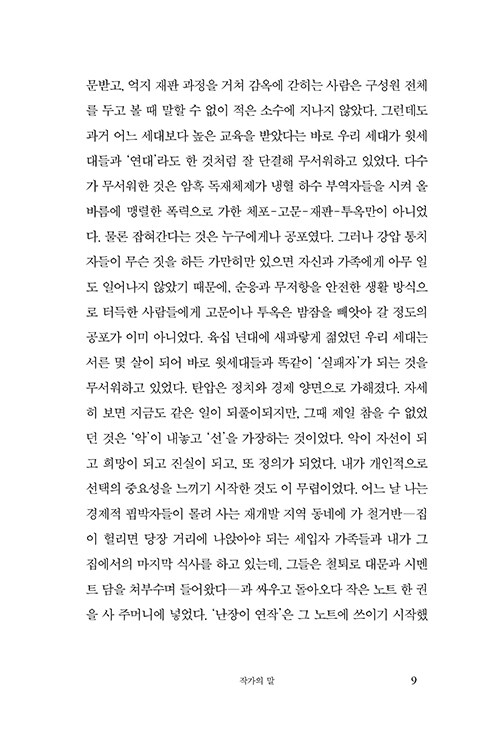 문받고, 억지 재판 과정을 거쳐 감옥에 갇히는 사람은 구성원 전체
를 두고 볼 때 말할 수 없이 적은 소수에 지나지 않았다. 그런데도
과거 어느 세대보다 높은 교육을 받았다는 바로 우리 세대가 윗세
대들과 ‘연대’라도 한 것처럼 잘 단결해 무서워하고 있었다. 다수
가 무서워한 것은 암흑 독재체제가 냉혈 하수 부역자들을 시켜 올
바름에 맹렬한 폭력으로 가한 체포-고문-재판-투옥만이 아니었
다. 물론 잡혀간다는 것은 누구에게나 공포였다. 그러나 강압 통치
자들이 무슨 짓을 하든 가만히만 있으면 자신과 가족에게 아무 일
도 일어나지 않았기 때문에, 순응과 무저항을 안전한 생활 방식으
로 터득한 사람들에게 고문이나 투옥은 밤잠을 빼앗아 갈 정도의
공포가 이미 아니었다. 육십 년대에 새파랗게 젊었던 우리 세대는
서른 몇 살이 되어 바로 윗세대들과 똑같이 ‘실패자’가 되는 것을
무서워하고 있었다. 탄압은 정치와 경제 양면으로 가해졌다. 자세
히 보면 지금도 같은 일이 되풀이되지만, 그때 제일 참을 수 없었
던 것은 ‘악’이 내놓고 ‘선’을 가장하는 것이었다. 악이 자선이 되
고 희망이 되고 진실이 되고, 또 정의가 되었다. 내가 개인적으로
선택의 중요성을 느끼기 시작한 것도 이 무렵이었다. 어느 날 나는
경제적 핍박자들이 몰려 사는 재개발 지역 동네에 가 철거반—집
이 헐리면 당장 거리에 나앉아야 되는 세입자 가족들과 내가 그
집에서의 마지막 식사를 하고 있는데, 그들은 철퇴로 대문과 시멘
트 담을 쳐부수며 들어왔다—과 싸우고 돌아오다 작은 노트 한 권
을 사 주머니에 넣었다. ‘난장이 연작’은 그 노트에 쓰이기 시작했
작가의 말 9